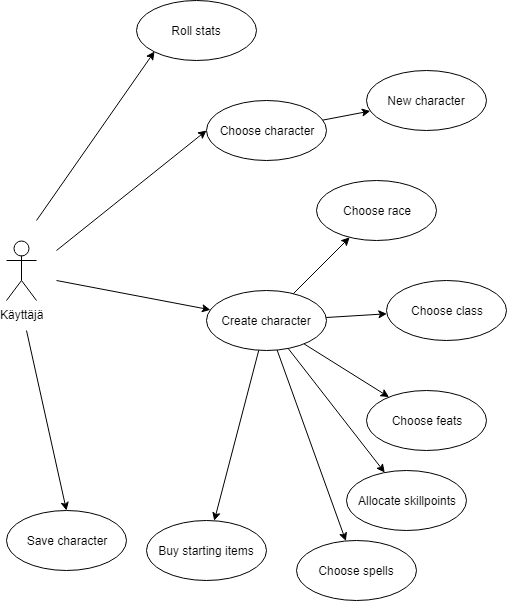 Roll stats
New character
Choose character
Choose race
Käyttäjä
Create character
Choose class
Choose feats
Allocate skillpoints
Save character
Buy starting items
Choose spells